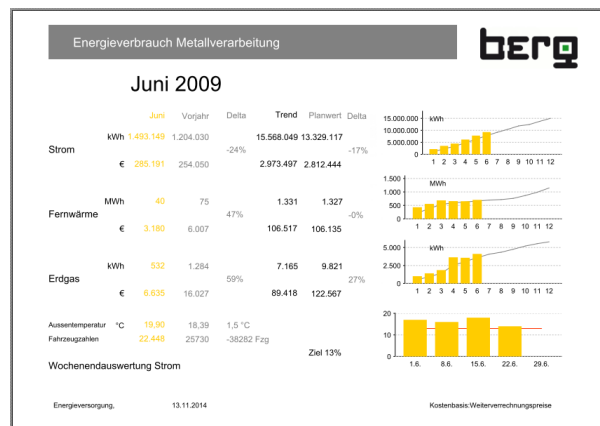 Energieverbrauch Metallverarbeitung
berg
Juni 2009
Juni Vorjahr Delta Trend Planwert Delta
Strom
kWh 1.493.149 1.204.030 15.568.049 13.329.117
-24% -17%
€ 285.191 254.050 2.973.497 2.812.444
kWh
15.000.000
10.000.000
5.000.000
0
1 2 3 4 5 6 7 8 9 10 11 12
Fernwärme
MWh 40 75 1.331 1.327
47% -0%
€ 3.180 6.007 106.517 106.135
MWh
1.500
1.000
500
0
1 2 3 4 5 6 7 8 9 10 11 12
Erdgas
kWh 532 1.284 7.165 9.821
59% 27%
€ 6.635 16.027 89.418 122.567
kWh
5.000
2.500
0
1 2 3 4 5 6 7 8 9 10 11 12
Aussentemperatur °C 19,90 18,39 1,5 °C
Fahrzeugzahlen 22.448 25730 -38282 Fzg
Ziel 13%
Wochenendauswertung Strom
20
10
0
1.6. 8.6. 15.6. 22.6. 29.6.
Energieversorgung, 13.11.2014 Kostenbasis:Weiterverrechnungspreise